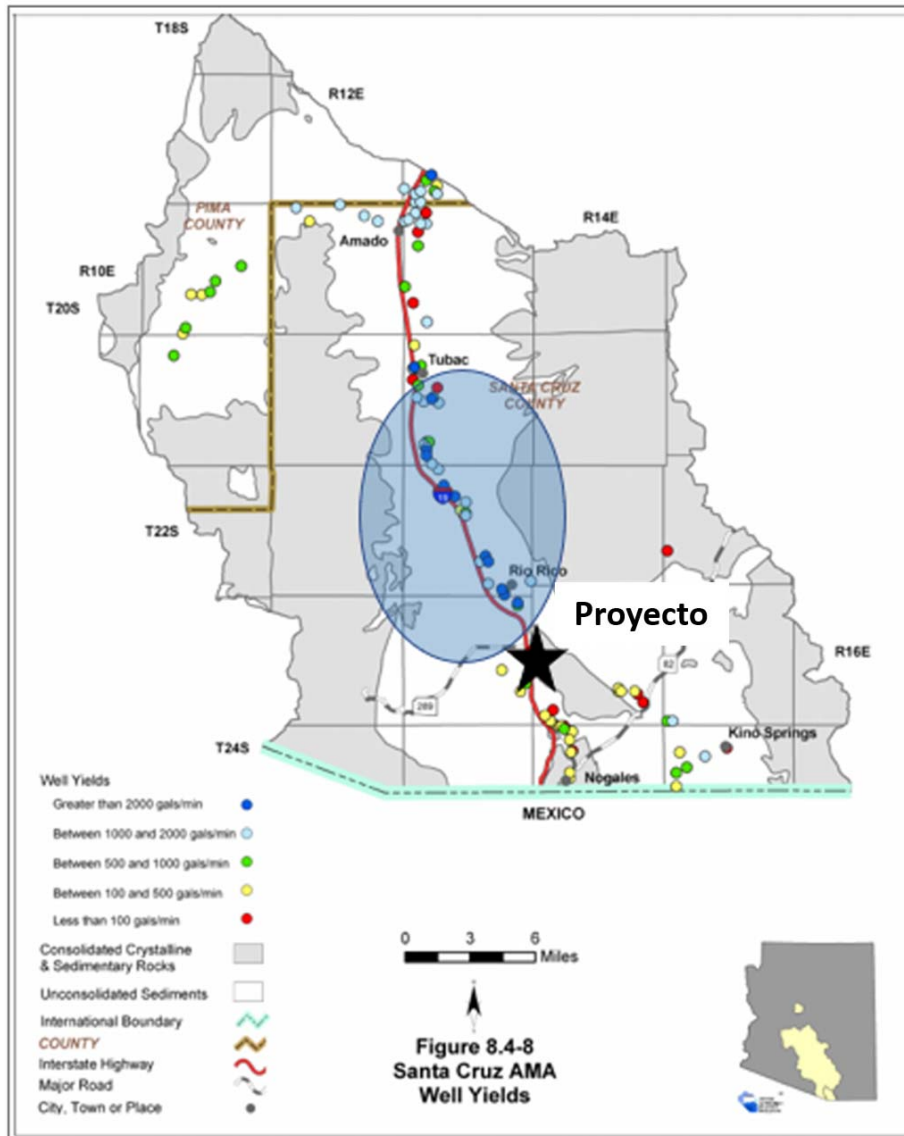 T18S
R12E
PIMA
COUNTY
R14E
Amado
R10E
T20S
Tubac
SANTA CRUZ
COUNTY
19
T22S
Rio Rico
Proyecto
R16E
82
289
T24S
Kino Springs
Nogales
MEXICO
Well Yields
Greater than 2000 gals/min
Between 1000 and 2000 gals/min
Between 500 and 1000 gals/min
Between 100 and 500 gals/min
Less than 100 gals/min
Consolidated Crystalline
& Sedimentary Rocks
Unconsolidated Sediments
International Boundary
COUNTY
Interstate Highway
Major Road
City, Town or Place
0 3 6
Miles
Figure 8.4-8
Santa Cruz AMA
Well Yields